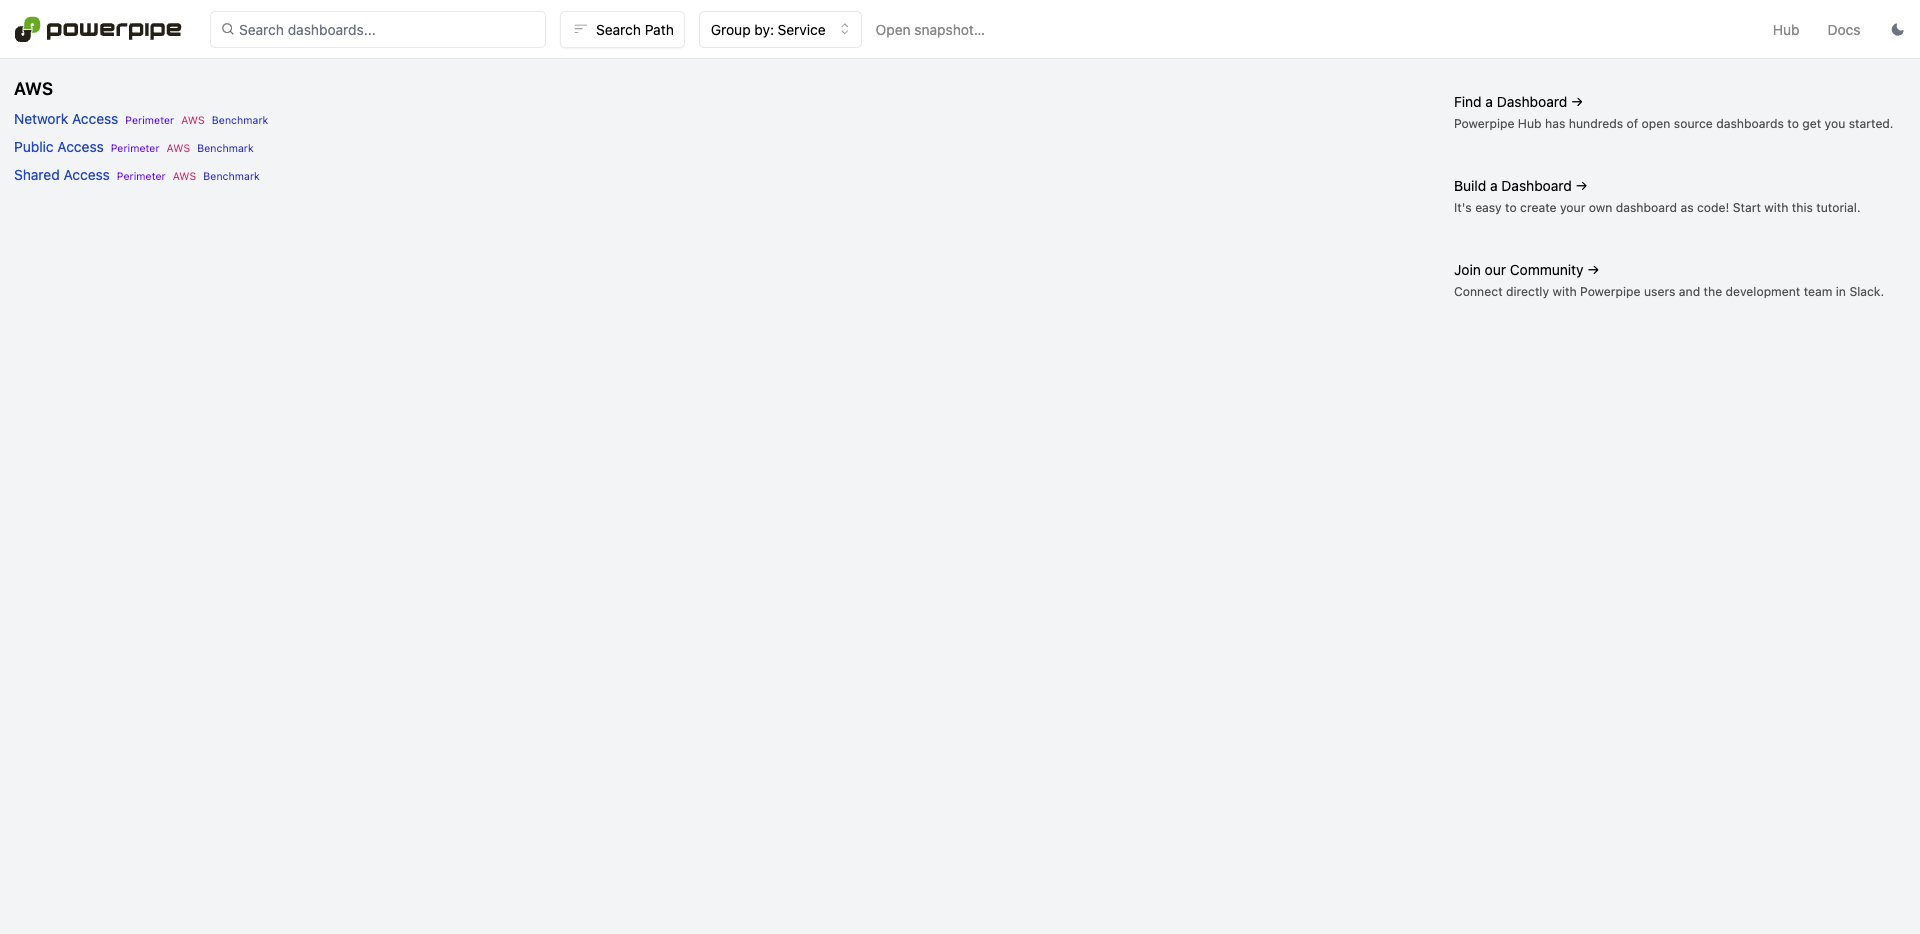 powerpipe
Search dashboards...
Search Path
Group by: Service
Open snapshot...
Hub
Docs
AWS
Network Access Perimeter AWS Benchmark
Public Access Perimeter AWS Benchmark
Shared Access Perimeter AWS Benchmark
Find a Dashboard →
Powerpipe Hub has hundreds of open source dashboards to get you started.
Build a Dashboard →
It's easy to create your own dashboard as code! Start with this tutorial.
Join our Community →
Connect directly with Powerpipe users and the development team in Slack.